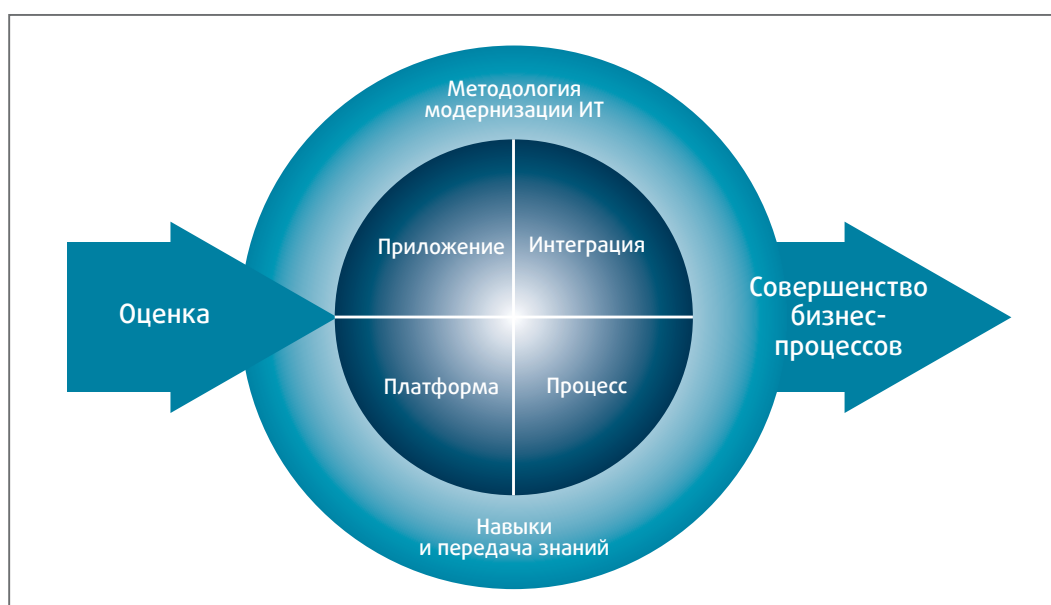 Методология
модернизации ИТ
Приложение
Интеграция
Оценка
Совершенство
бизнес-
процессов
Платформа
Процесс
Навыки
и передача знаний